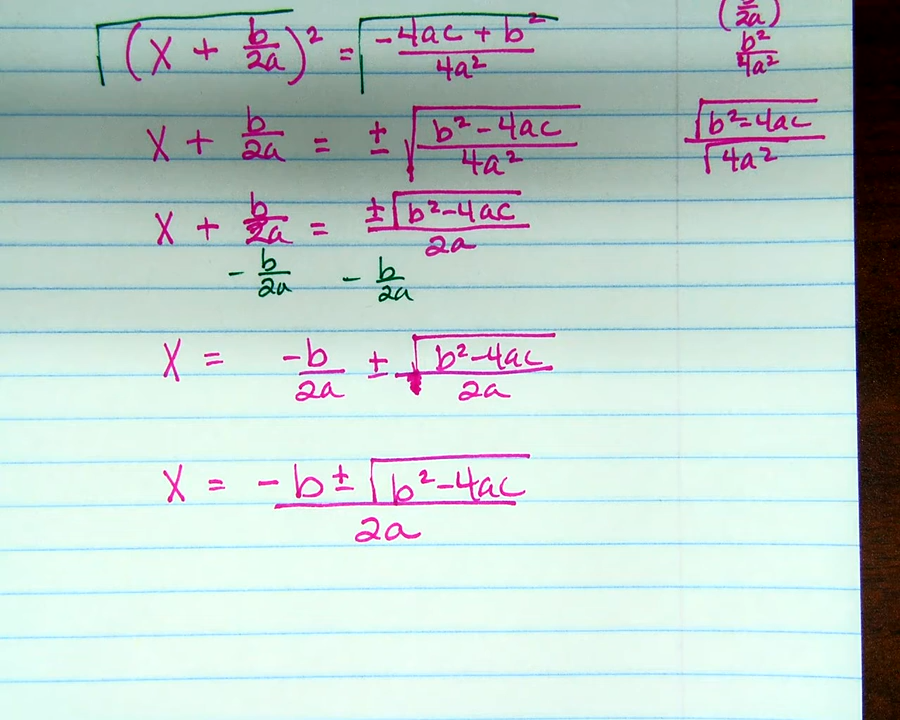 √(x + b/2a)² = √(-4ac + b²)/4a²
x + b/2a = ± √((b² - 4ac)/4a²)
x + b/2a = ±√(b² - 4ac)/2a
- b/2a - b/2a
x = -b/2a ± √(b² - 4ac)/2a
x = (-b ± √(b² - 4ac))/2a
(b/2a)
b²/4a²
√(b² - 4ac)/√(4a²)